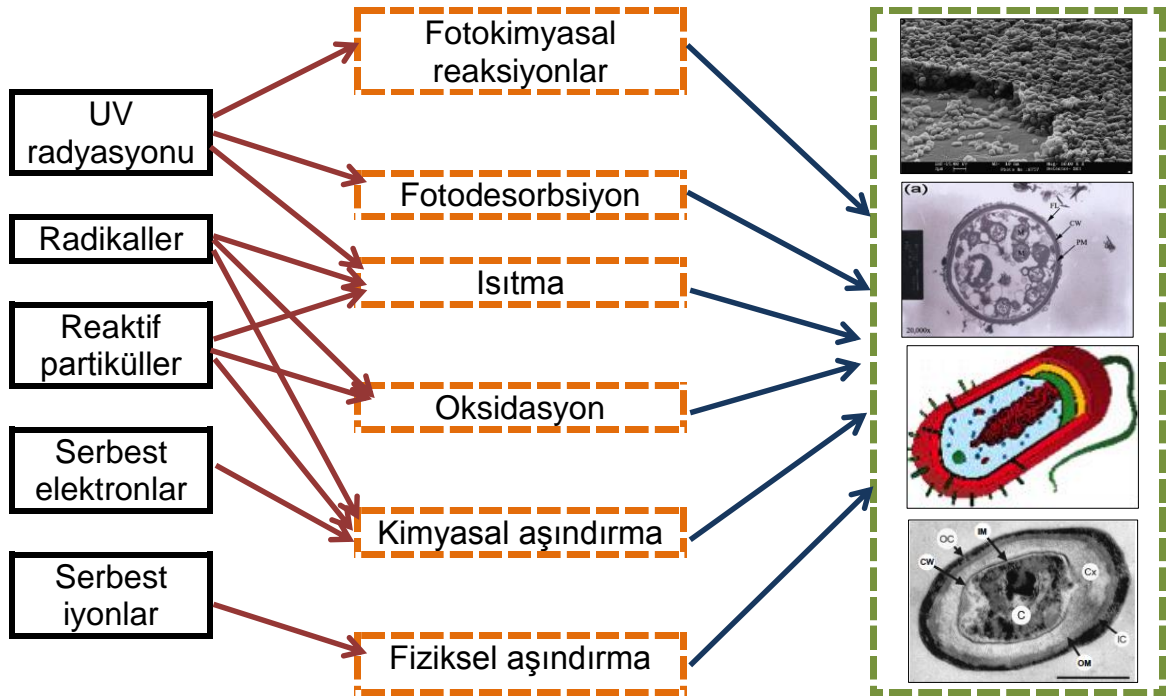 UV
radyasyonu
Radikaller
Reaktif
partiküller
Serbest
elektronlar
Serbest
iyonlar
Fotokimyasal
reaksiyonlar
Fotodesorbsiyon
Isıtma
Oksidasyon
Kimyasal aşındırma
Fiziksel aşındırma
(a)
FL
CW
PM
M
20,000x
OC
IM
CW
Cx
C
IC
OM